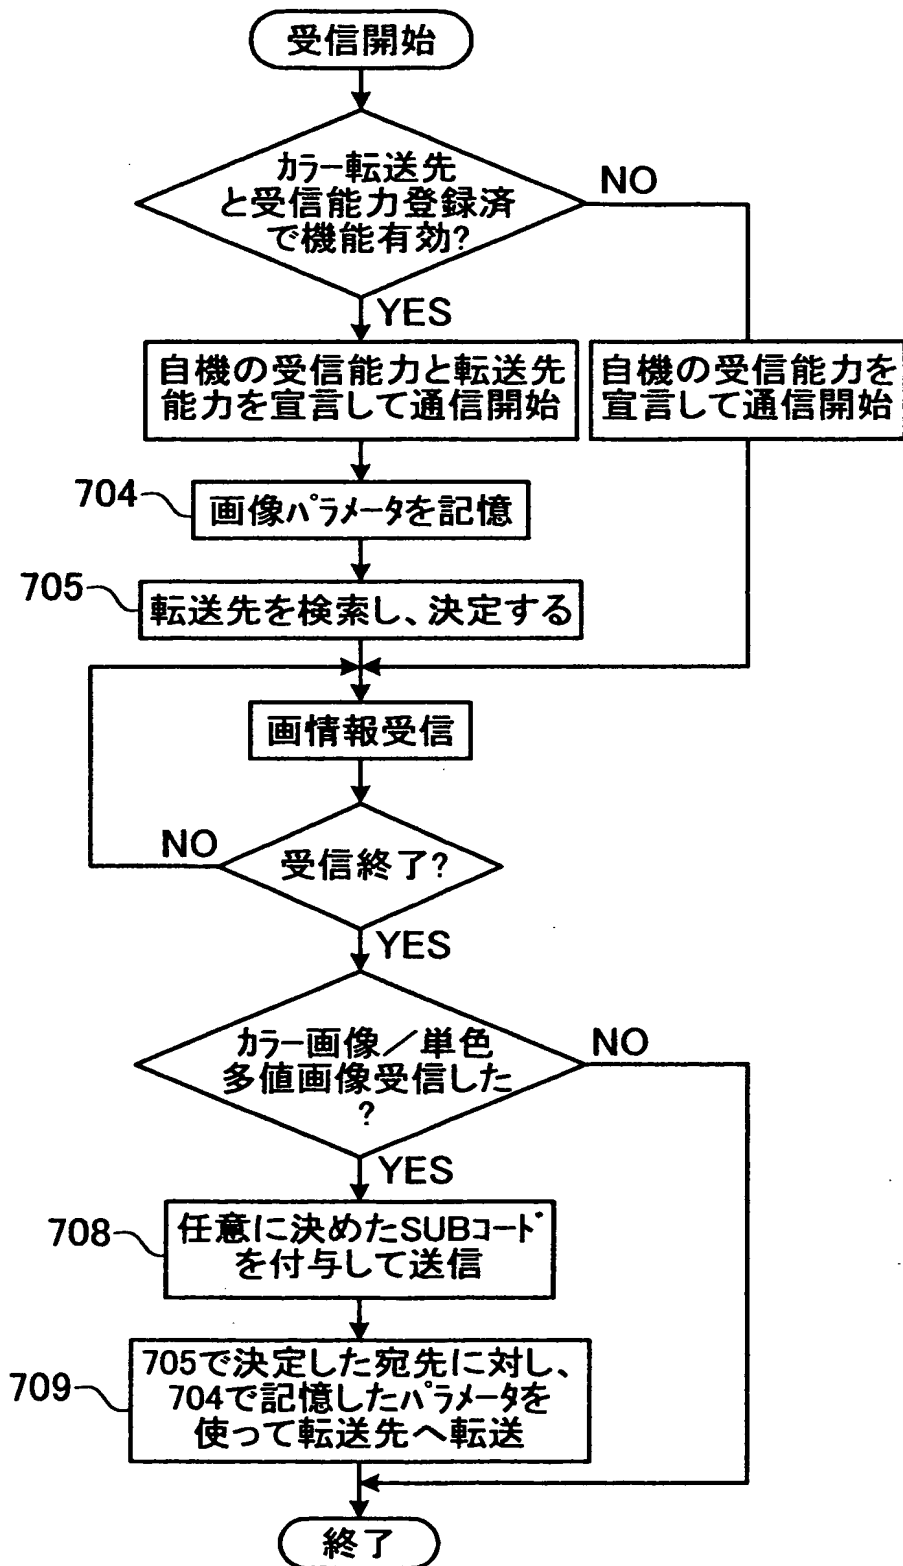 受信開始
カラー転送先
と受信能力登録済
で機能有効?
NO
YES
自機の受信能力と転送先
能力を宣言して通信開始
自機の受信能力を
宣言して通信開始
704
画像パラメータを記憶
705
転送先を検索し、決定する
画情報受信
NO
受信終了?
YES
カラー画像／単色
多値画像受信した
?
NO
YES
708
任意に決めたSUBコード
を付与して送信
709
705で決定した宛先に対し、
704で記憶したパラメータを
使って転送先へ転送
終了